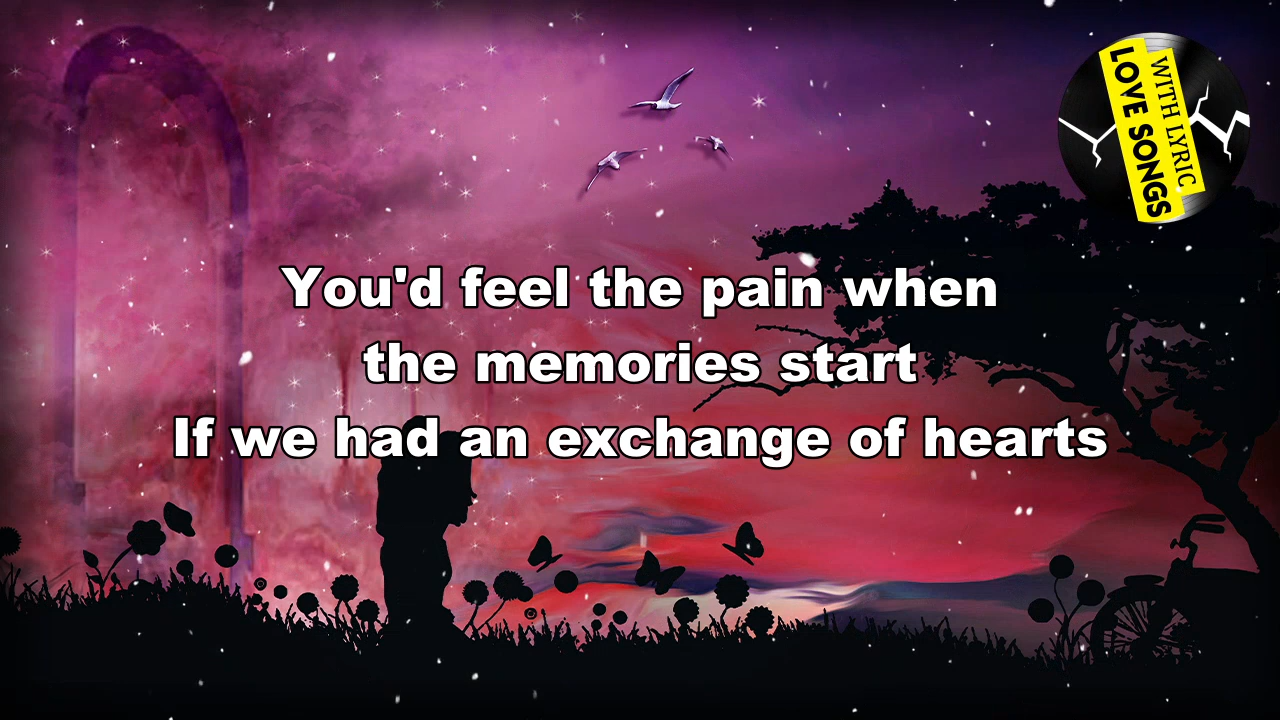 WITH LYRIC
LOVE SONGS
You'd feel the pain when
the memories start
If we had an exchange of hearts